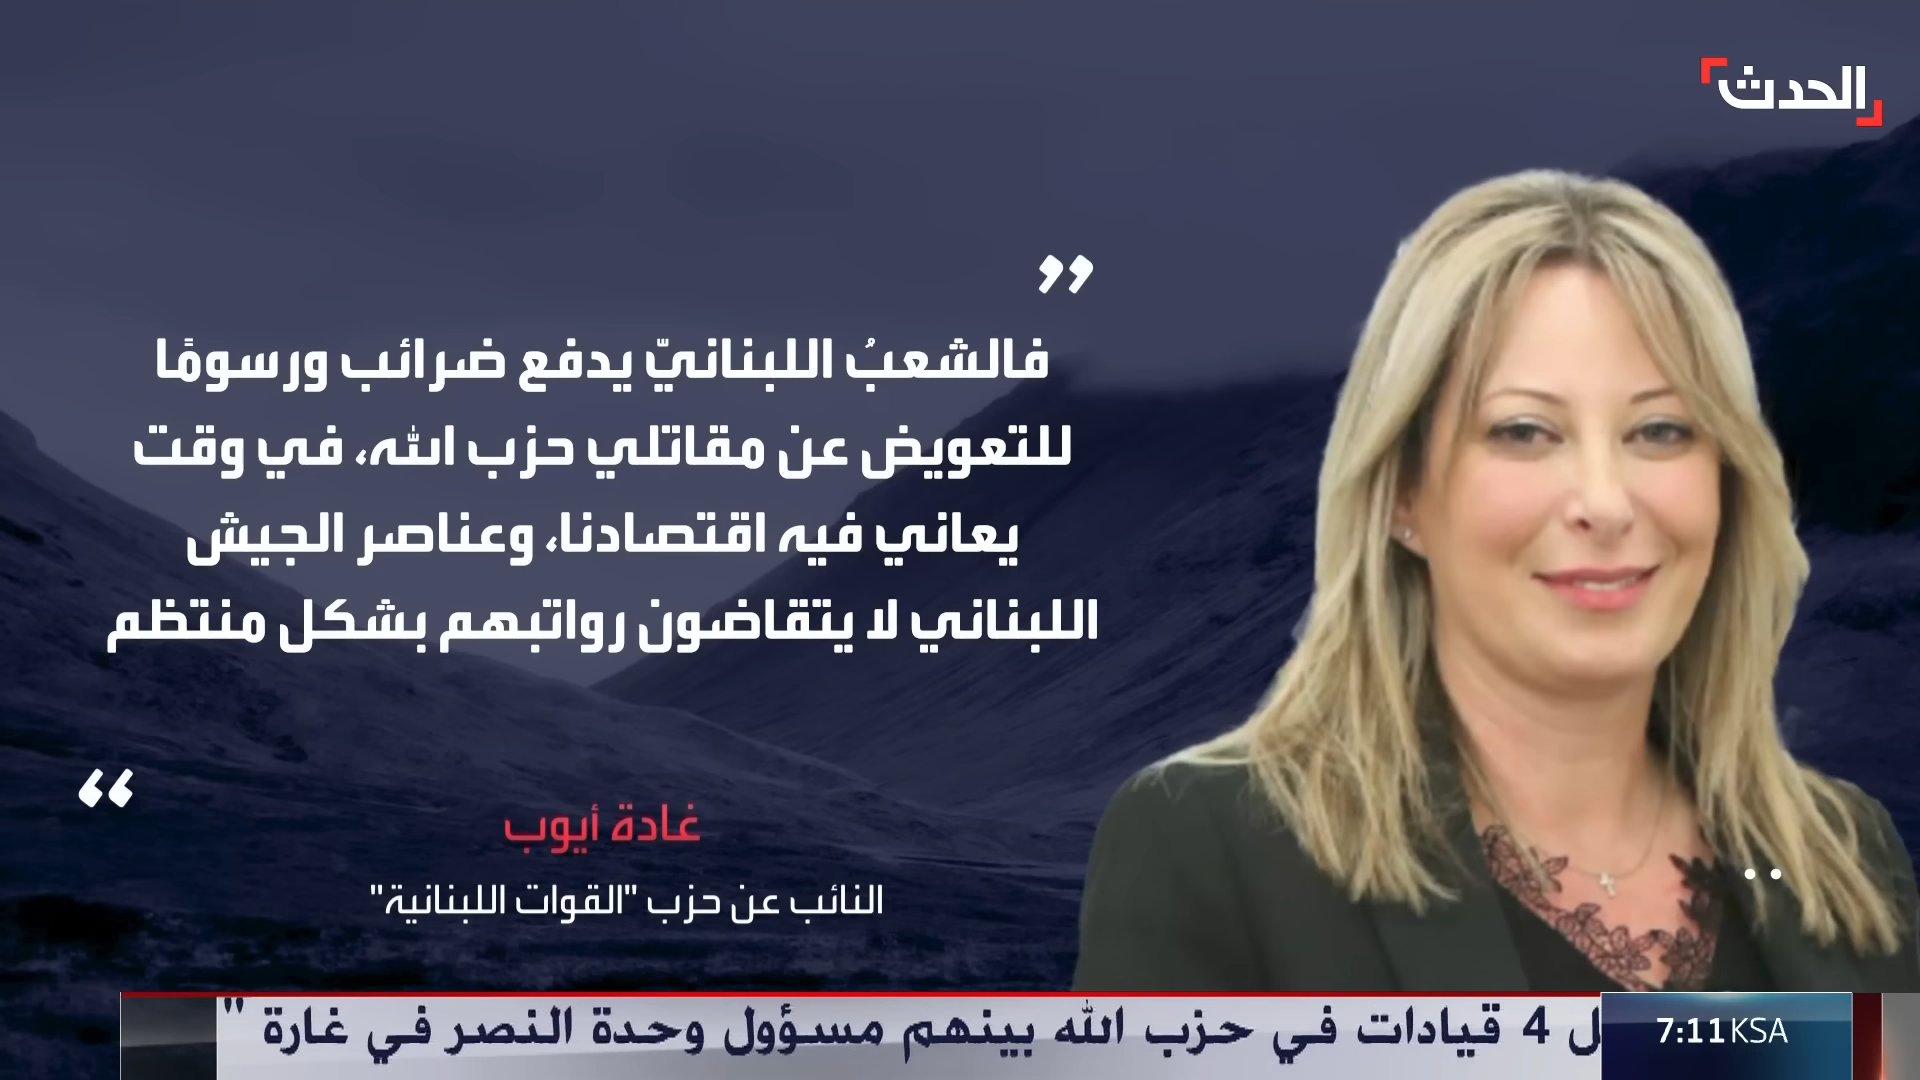 الحدث
”
فالشعبُ اللبنانيّ يدفع ضرائب ورسومًا
للتعويض عن مقاتلي حزب الله، في وقت
يعاني فيه اقتصادنا، وعناصر الجيش
اللبناني لا يتقاضون رواتبهم بشكل منتظم
“
غادة أيوب
النائب عن حزب "القوات اللبنانية"
7:11 KSA
4 قيادات في حزب الله بينهم مسؤول وحدة النصر في غارة "